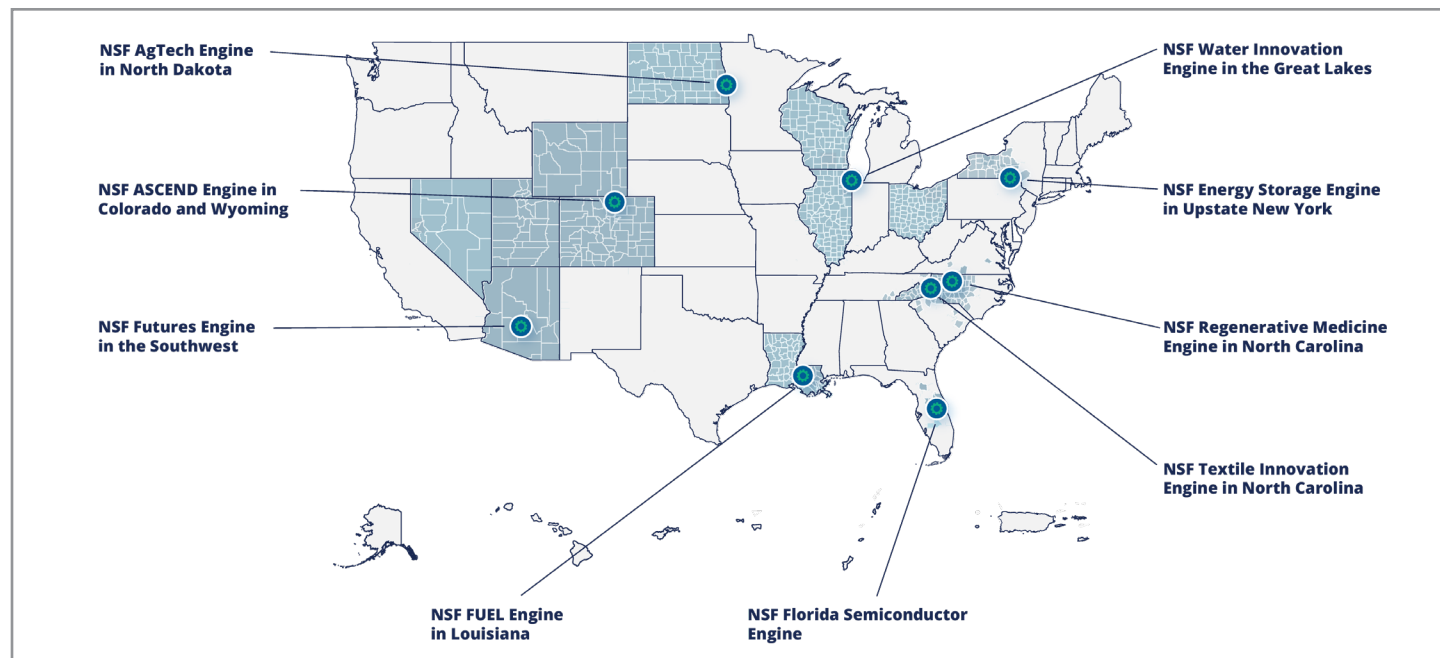 NSF AgTech Engine
in North Dakota
NSF Water Innovation
Engine in the Great Lakes
NSF ASCEND Engine in
Colorado and Wyoming
NSF Energy Storage Engine
in Upstate New York
NSF Futures Engine
in the Southwest
NSF Regenerative Medicine
Engine in North Carolina
NSF Textile Innovation
Engine in North Carolina
NSF FUEL Engine
in Louisiana
NSF Florida Semiconductor
Engine